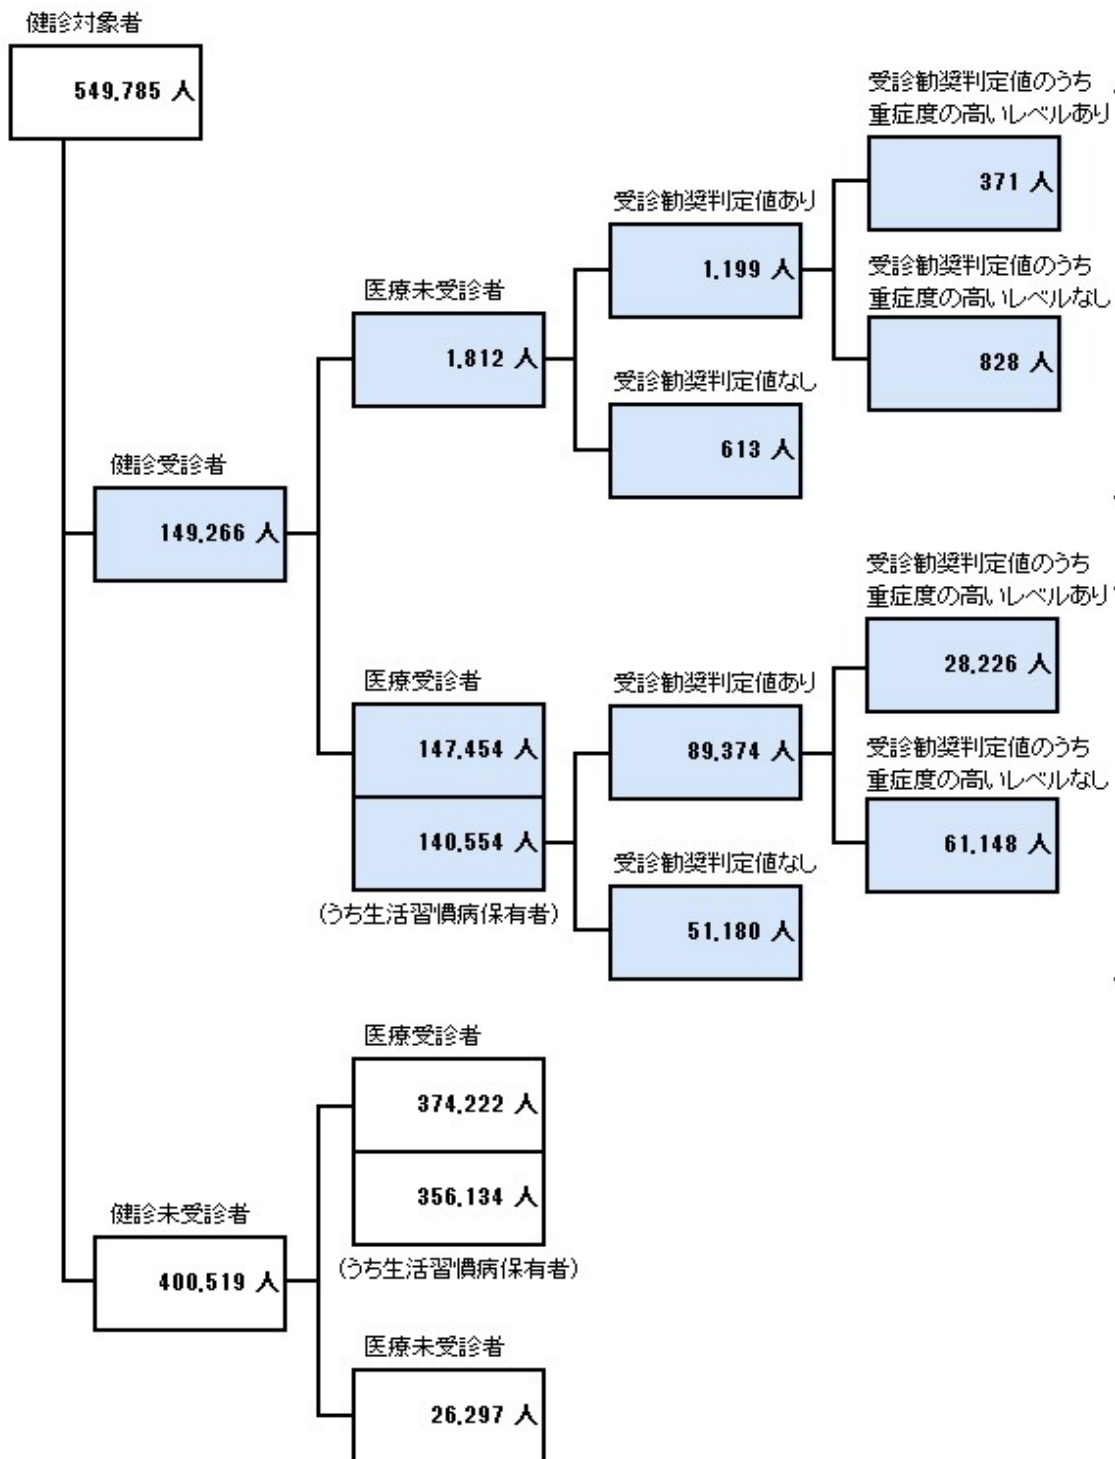 健診対象者
549,785 人
受診勧奨判定値のうち
重症度の高いレベルあり
371 人
受診勧奨判定値あり
1,199 人
受診勧奨判定値のうち
重症度の高いレベルなし
828 人
医療未受診者
1,812 人
受診勧奨判定値なし
613 人
健診受診者
149,266 人
受診勧奨判定値のうち
重症度の高いレベルあり
28,226 人
医療受診者
147,454 人
140,554 人
(うち生活習慣病保有者)
受診勧奨判定値あり
89,374 人
受診勧奨判定値のうち
重症度の高いレベルなし
61,148 人
受診勧奨判定値なし
51,180 人
医療受診者
374,222 人
356,134 人
(うち生活習慣病保有者)
健診未受診者
400,519 人
医療未受診者
26,297 人